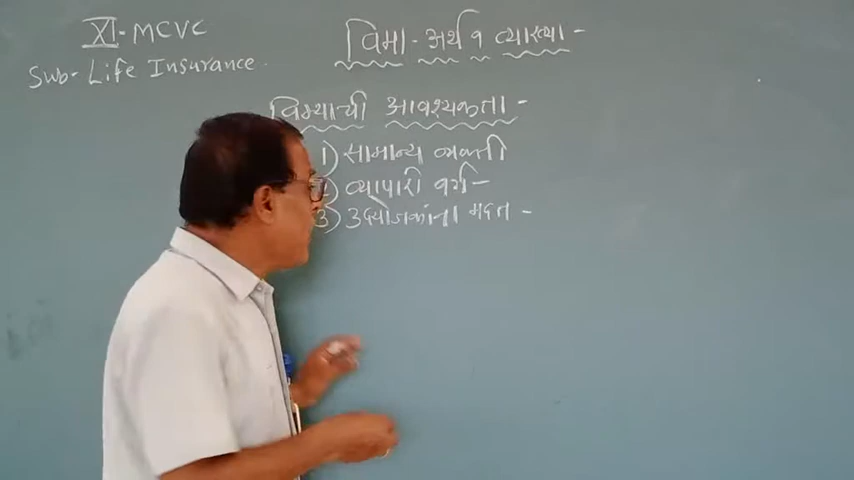 XI-MCVC
Sub-Life Insurance.
विमा-अर्थ व व्याख्या-
विम्याची आवश्यकता-
1) सामान्य व्यक्ती
2) व्यापारी वर्ग-
3) उद्योजकांना मदत-